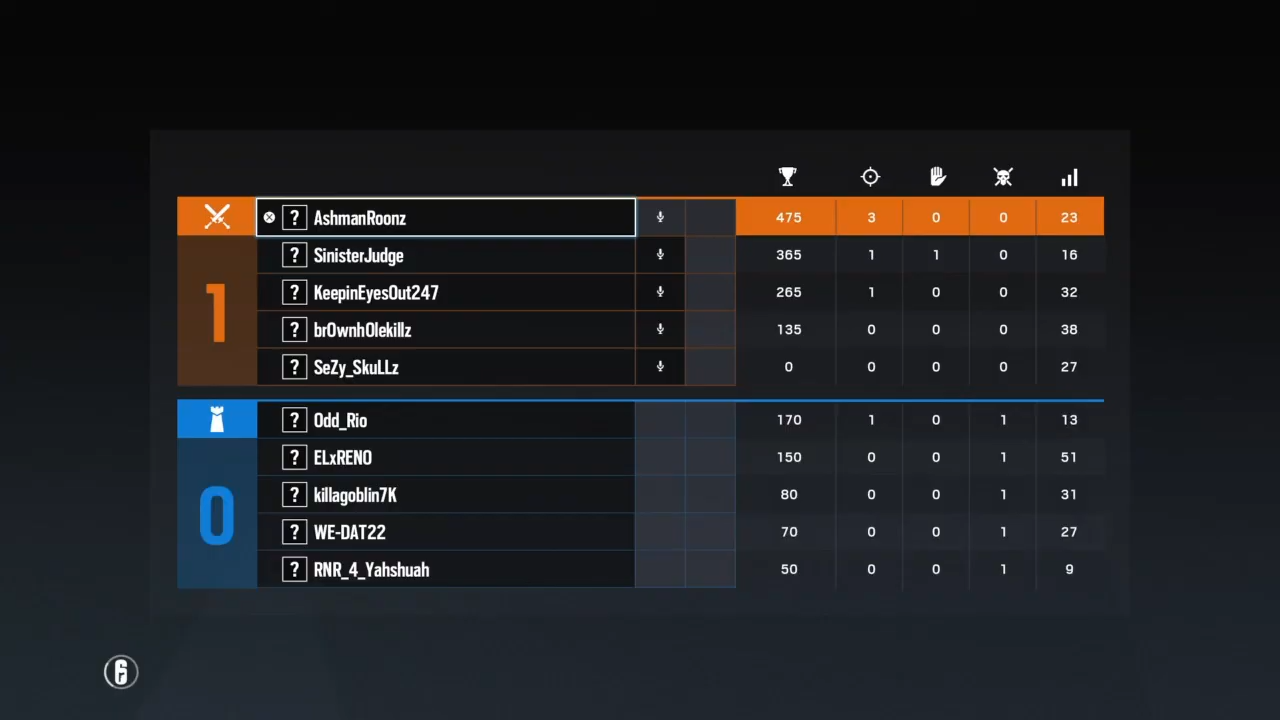 ? AshmanRoonz 475 3 0 0 23
? SinisterJudge 365 1 1 0 16
1 ? KeepinEyesOut247 265 1 0 0 32
? br0wnh0lekillz 135 0 0 0 38
? SeZy_SkuLLz 0 0 0 0 27
? Odd_Rio 170 1 0 1 13
? ELxRENO 150 0 0 1 51
0 ? killagoblin7K 80 0 0 1 31
? WE-DAT22 70 0 0 1 27
? RNR_4_Yahshuah 50 0 0 1 9
6